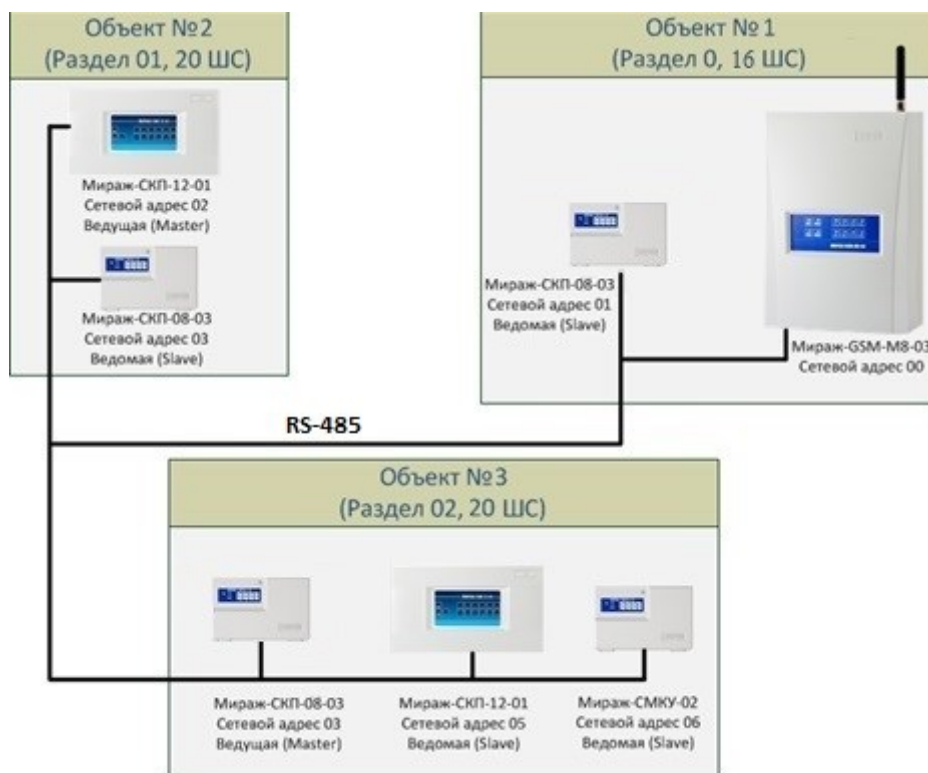 Объект №2
(Раздел 01, 20 ШС)
Мираж-СКП-12-01
Сетевой адрес 02
Ведущая (Master)
Мираж-СКП-08-03
Сетевой адрес 03
Ведомая (Slave)
Объект №1
(Раздел 0, 16 ШС)
Мираж-СКП-08-03
Сетевой адрес 01
Ведомая (Slave)
Мираж-GSM-M8-03
Сетевой адрес 00
RS-485
Объект №3
(Раздел 02, 20 ШС)
Мираж-СКП-08-03
Сетевой адрес 03
Ведущая (Master)
Мираж-СКП-12-01
Сетевой адрес 05
Ведомая (Slave)
Мираж-СМКУ-02
Сетевой адрес 06
Ведомая (Slave)